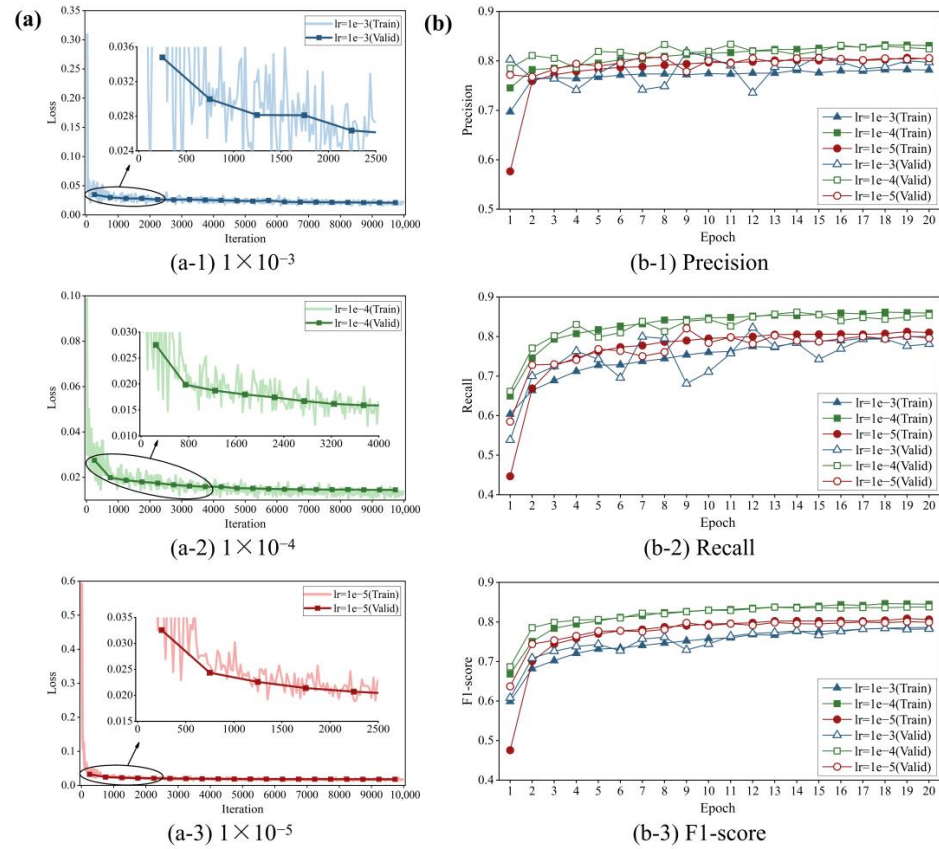 (a)
lr=1e−3(Train)
lr=1e−3(Valid)
0.35
0.30
0.25
0.20
0.15
0.10
0.05
0.00
Loss
0.036
0.033
0.030
0.027
0.024
0 500 1000 1500 2000 2500
0 1000 2000 3000 4000 5000 6000 7000 8000 9000 10,000
Iteration
(a-1) 1×10⁻³
lr=1e−4(Train)
lr=1e−4(Valid)
0.10
0.08
0.06
0.04
0.02
Loss
0.030
0.025
0.020
0.015
0.010
0 800 1600 2400 3200 4000
0 1000 2000 3000 4000 5000 6000 7000 8000 9000 10,000
Iteration
(a-2) 1×10⁻⁴
lr=1e−5(Train)
lr=1e−5(Valid)
0.6
0.5
0.4
0.3
0.2
0.1
0.0
Loss
0.035
0.030
0.025
0.020
0.015
0 500 1000 1500 2000 2500
0 1000 2000 3000 4000 5000 6000 7000 8000 9000 10,000
Iteration
(a-3) 1×10⁻⁵
(b)
0.9
0.8
0.7
0.6
0.5
Precision
lr=1e−3(Train)
lr=1e−4(Train)
lr=1e−5(Train)
lr=1e−3(Valid)
lr=1e−4(Valid)
lr=1e−5(Valid)
1 2 3 4 5 6 7 8 9 10 11 12 13 14 15 16 17 18 19 20
Epoch
(b-1) Precision
0.9
0.8
0.7
0.6
0.5
0.4
Recall
lr=1e−3(Train)
lr=1e−4(Train)
lr=1e−5(Train)
lr=1e−3(Valid)
lr=1e−4(Valid)
lr=1e−5(Valid)
1 2 3 4 5 6 7 8 9 10 11 12 13 14 15 16 17 18 19 20
Epoch
(b-2) Recall
0.9
0.8
0.7
0.6
0.5
0.4
F1-score
lr=1e−3(Train)
lr=1e−4(Train)
lr=1e−5(Train)
lr=1e−3(Valid)
lr=1e−4(Valid)
lr=1e−5(Valid)
1 2 3 4 5 6 7 8 9 10 11 12 13 14 15 16 17 18 19 20
Epoch
(b-3) F1-score